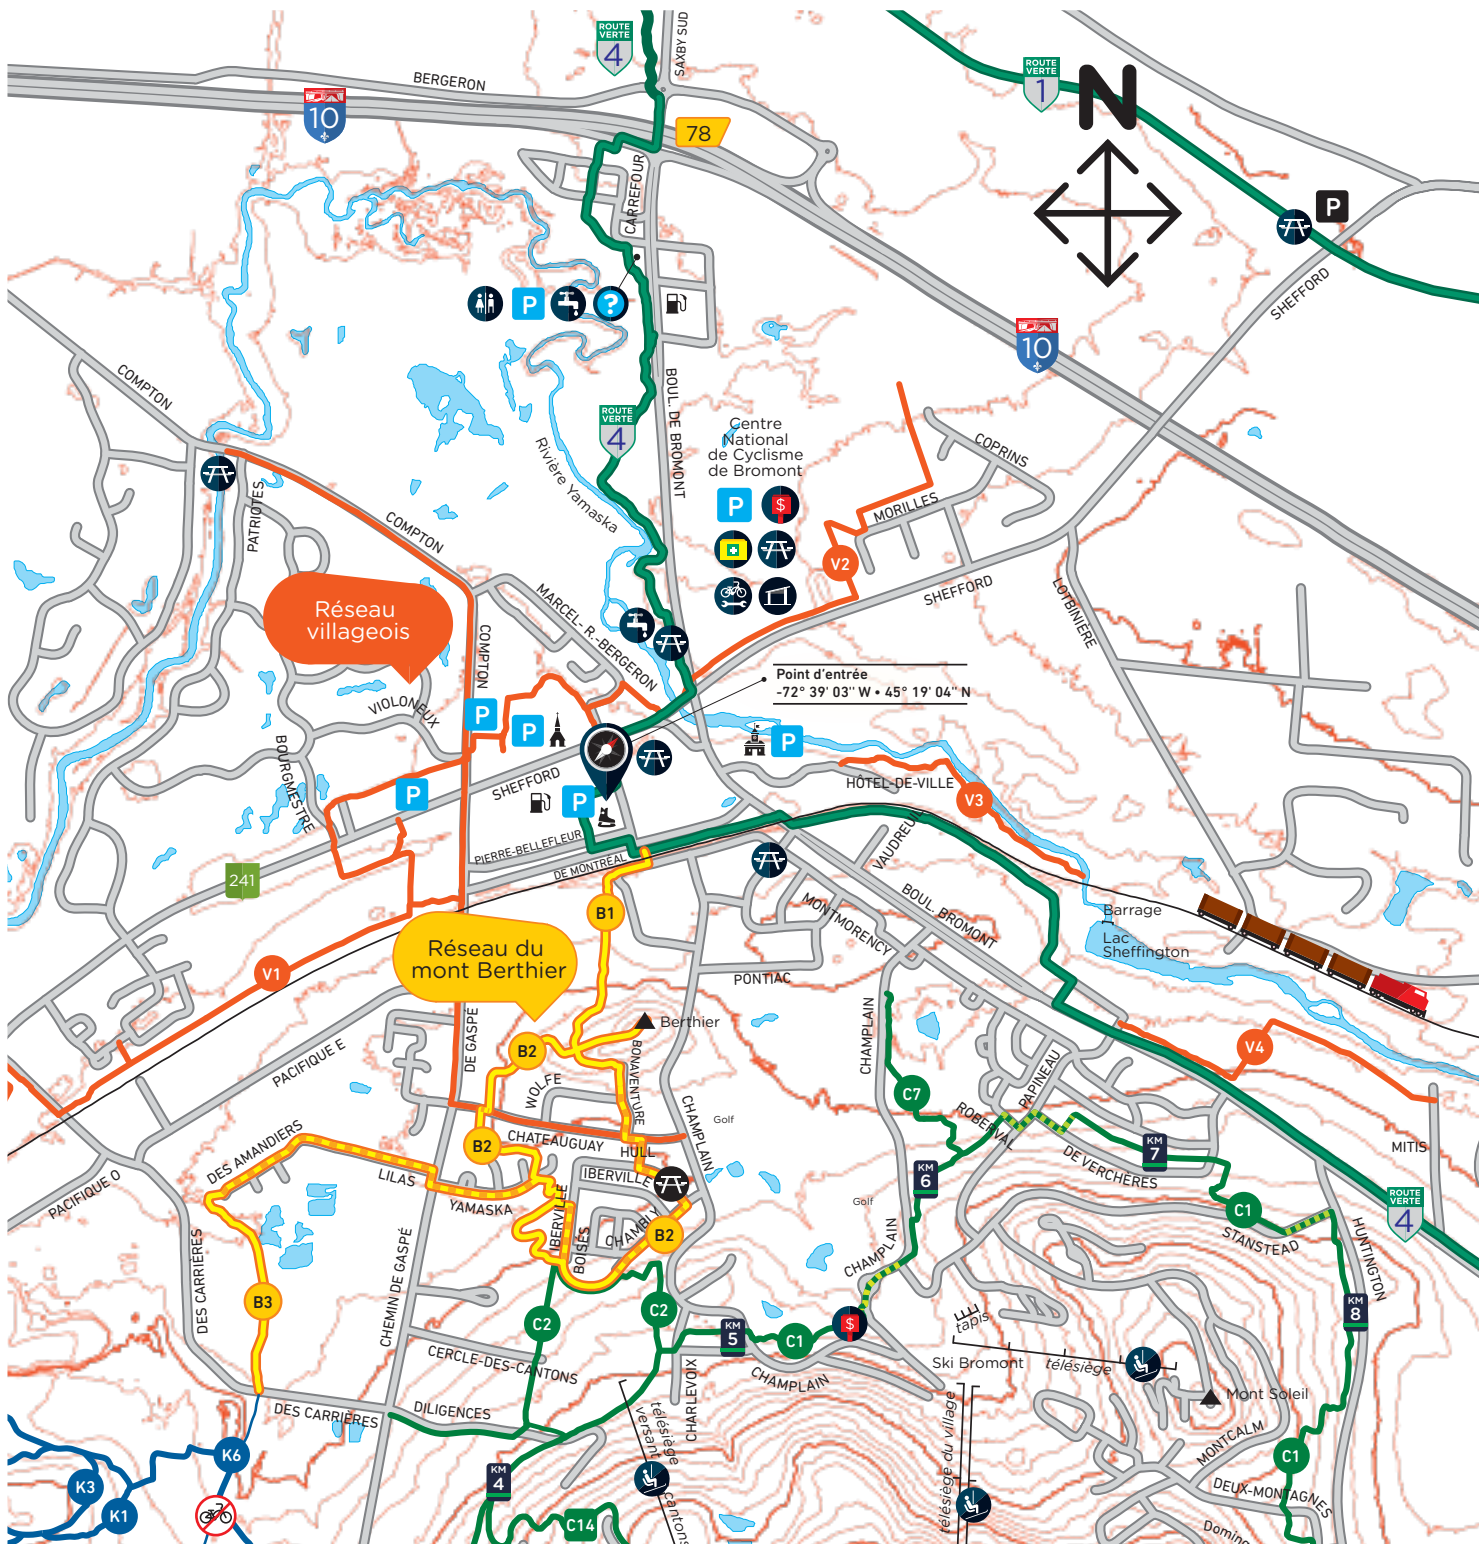 ROUTE
VERTE
4
SAXBY SUD
BERGERON
10
78
ROUTE
VERTE
1
N
P
CARREFOUR
SHEFFORD
P
?
10
COMPTON
BOUL. DE BROMONT
ROUTE
VERTE
4
Centre
National
de Cyclisme
de Bromont
COPRINS
Rivière Yamaska
P
$
MORILLES
PATRIOTES
COMPTON
V2
SHEFFORD
LOTBINIÈRE
Réseau
villageois
MARCEL-R.-BERGERON
COMPTON
Point d'entrée
-72° 39' 03'' W • 45° 19' 04'' N
VIOLONEUX
P
P
P
BOURGMESTRE
SHEFFORD
HÔTEL-DE-VILLE
V3
P
P
PIERRE-BELLEFLEUR
DE MONTRÉAL
VAUDREUIL
241
BOUL. BROMONT
MONTMORENCY
B1
Barrage
Lac
Sheffington
Réseau du
mont Berthier
V1
PONTIAC
CHAMPLAIN
Berthier
DE GASPÉ
PACIFIQUE E
B2
BONAVENTURE
WOLFE
V4
PAPINEAU
C7
CHAMPLAIN
Golf
ROBERVAL
DES AMANDIERS
B2
CHATEAUGUAY
HULL
MITIS
KM
7
DE VERCHÈRES
LILAS
IBERVILLE
KM
6
PACIFIQUE O
YAMASKA
IBERVILLE
Golf
C1
ROUTE
VERTE
4
CHAMBLY
B2
BOISÉS
STANSTEAD
HUNTINGTON
CHEMIN DE GASPÉ
CHAMPLAIN
DES CARRIÈRES
B3
C2
C2
KM
5
C1
$
tapis
KM
8
CERCLE-DES-CANTONS
Ski Bromont
télésiège
CHARLEVOIX
CHAMPLAIN
Mont Soleil
DES CARRIÈRES
DILIGENCES
télésiège
versant
cantons
télésiège du village
MONTCALM
K6
C1
K3
KM
4
DEUX-MONTAGNES
K1
C14